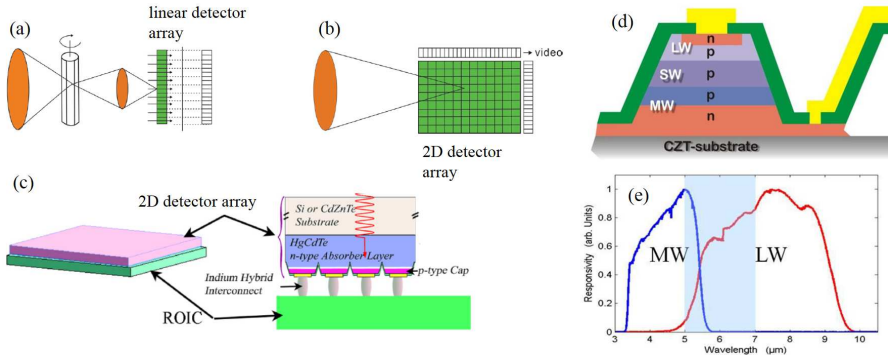 (a)
linear detector
array
(b)
video
2D detector
array
(c)
2D detector array
ROIC
Si or CdZnTe
Substrate
HgCdTe
n-type Absorber Layer
p-type Cap
Indium Hybrid
Interconnect
(d)
n
LW
p
SW
p
MW
p
n
CZT-substrate
(e)
Responsivity (arb. Units)
1
0.8
0.6
0.4
0.2
0
MW
LW
3 4 5 6 7 8 9 10
Wavelength (μm)